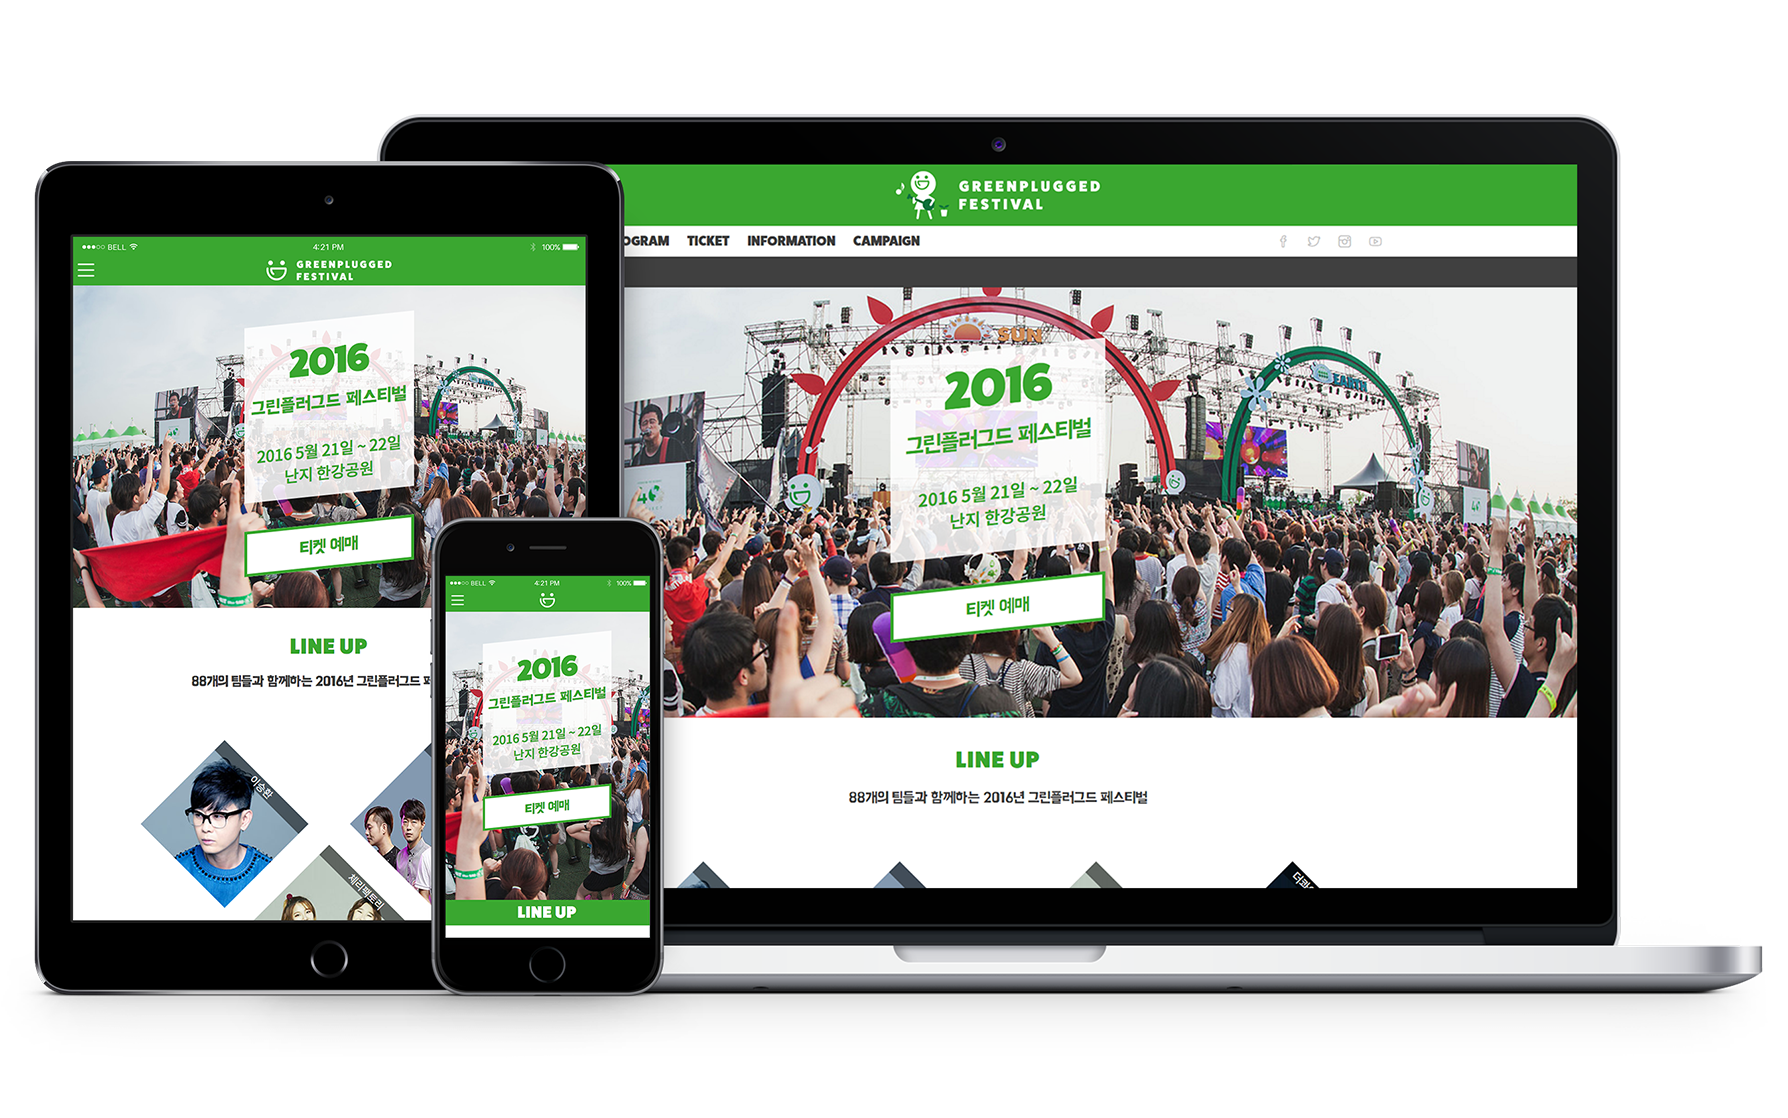 ●●●○○ BELL
4:21 PM
100%
GREENPLUGGED
FESTIVAL
2016
그린플러그드 페스티벌
2016 5월 21일 ~ 22일
난지 한강공원
티켓 예매
LINE UP
88개의 팀들과 함께하는 2016년 그린플러그드
이승환
체리팩토리
●●●○○ BELL
4:21 PM
100%
2016
그린플러그드 페스티벌
2016 5월 21일 ~ 22일
난지 한강공원
티켓 예매
LINE UP
GREENPLUGGED
FESTIVAL
OGRAM TICKET INFORMATION CAMPAIGN
SUN
EARTH
2016
그린플러그드 페스티벌
2016 5월 21일 ~ 22일
난지 한강공원
티켓 예매
LINE UP
88개의 팀들과 함께하는 2016년 그린플러그드 페스티벌